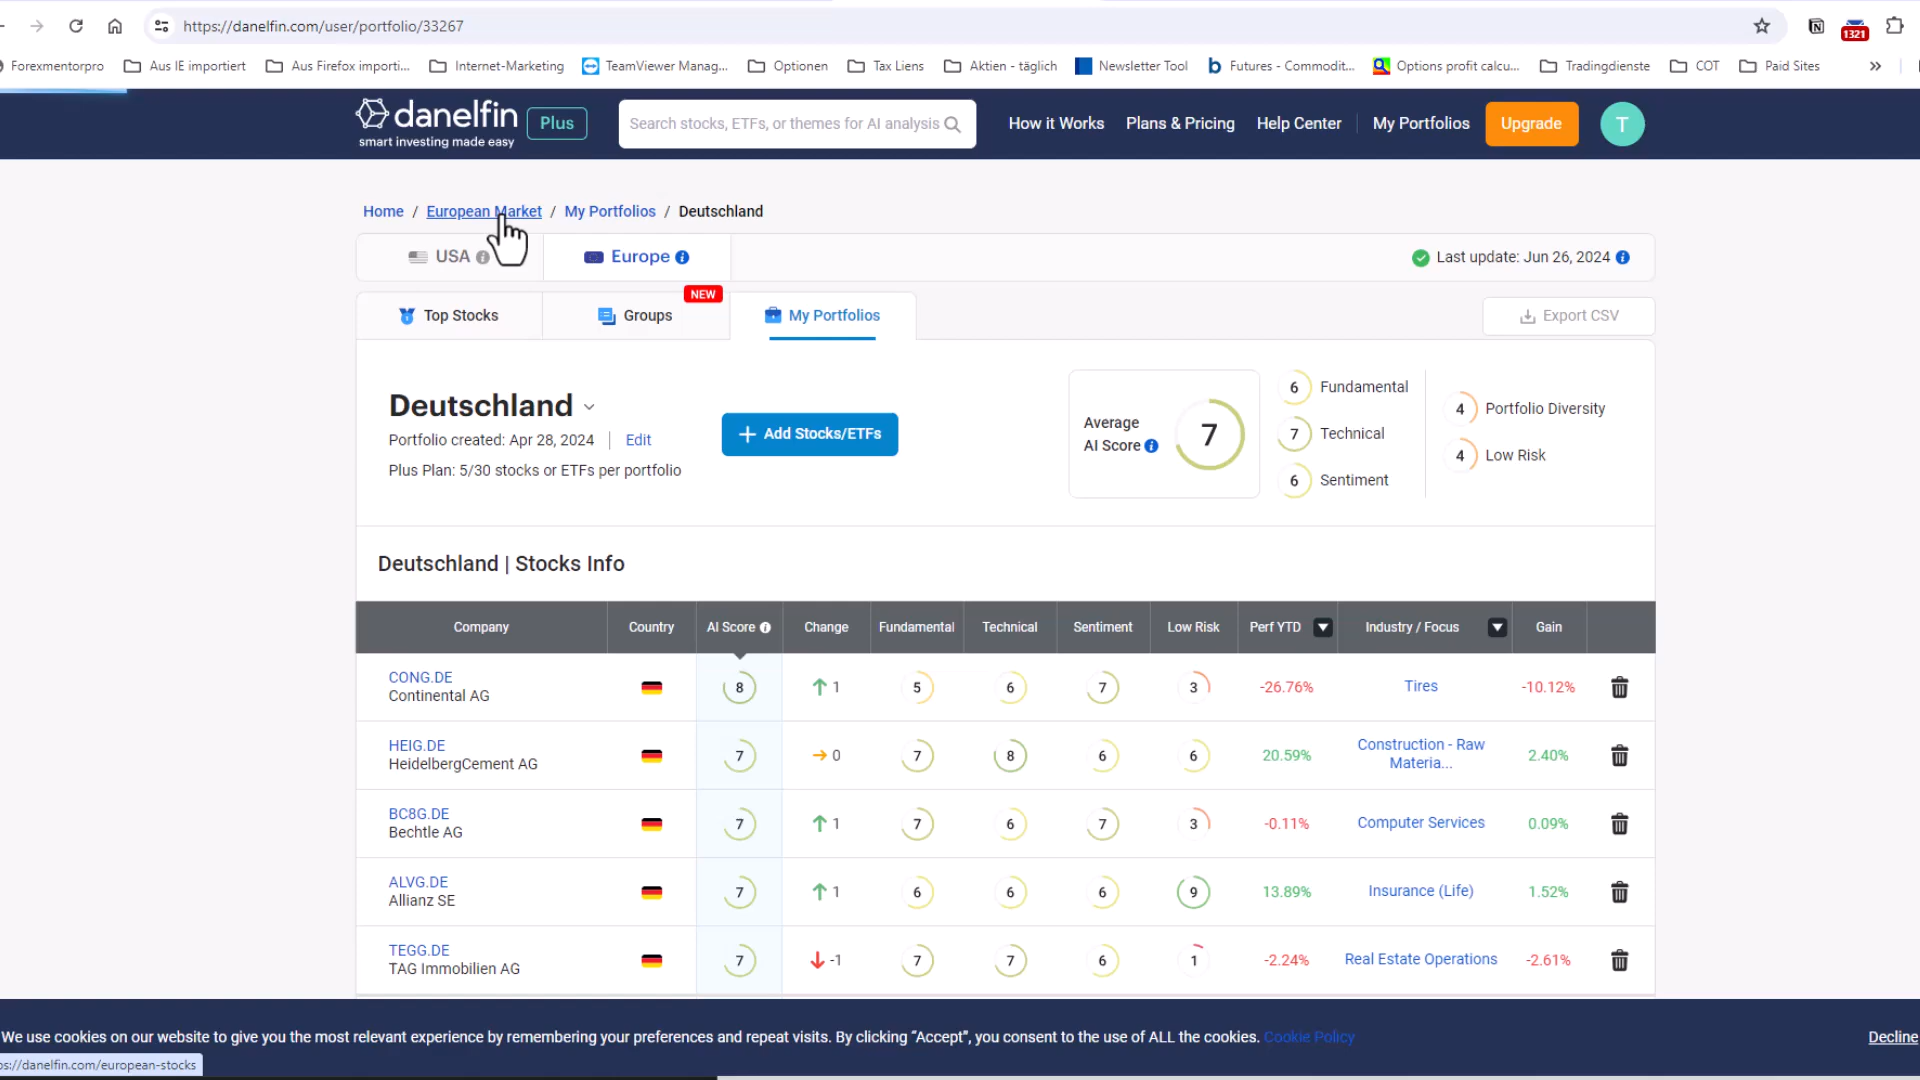 https://danelfin.com/user/portfolio/33267
1321
Forexmentorpro
Aus IE importiert
Aus Firefox importi...
Internet-Marketing
TeamViewer Manag...
Optionen
Tax Liens
Aktien - täglich
Newsletter Tool
Futures - Commodit...
Options profit calcu...
Tradingdienste
COT
Paid Sites
»
danelfin
smart investing made easy
Plus
Search stocks, ETFs, or themes for AI analysis
How it Works
Plans & Pricing
Help Center
My Portfolios
Upgrade
T
Home / European Market / My Portfolios / Deutschland
USA
Europe
Last update: Jun 26, 2024
Top Stocks
Groups
NEW
My Portfolios
Export CSV
Deutschland
Portfolio created: Apr 28, 2024 | Edit
Plus Plan: 5/30 stocks or ETFs per portfolio
+ Add Stocks/ETFs
Average
AI Score
7
6 Fundamental
7 Technical
6 Sentiment
4 Portfolio Diversity
4 Low Risk
Deutschland | Stocks Info
Company Country AI Score Change Fundamental Technical Sentiment Low Risk Perf YTD Industry / Focus Gain
CONG.DE
Continental AG
8 1 5 6 7 3 -26.76% Tires -10.12%
HEIG.DE
HeidelbergCement AG
7 0 7 8 6 6 20.59% Construction - Raw
Materia...
2.40%
BC8G.DE
Bechtle AG
7 1 7 6 7 3 -0.11% Computer Services 0.09%
ALVG.DE
Allianz SE
7 1 6 6 6 9 13.89% Insurance (Life) 1.52%
TEGG.DE
TAG Immobilien AG
7 -1 7 7 6 1 -2.24% Real Estate Operations -2.61%
We use cookies on our website to give you the most relevant experience by remembering your preferences and repeat visits. By clicking “Accept”, you consent to the use of ALL the cookies. Cookie Policy
Decline
ps://danelfin.com/european-stocks